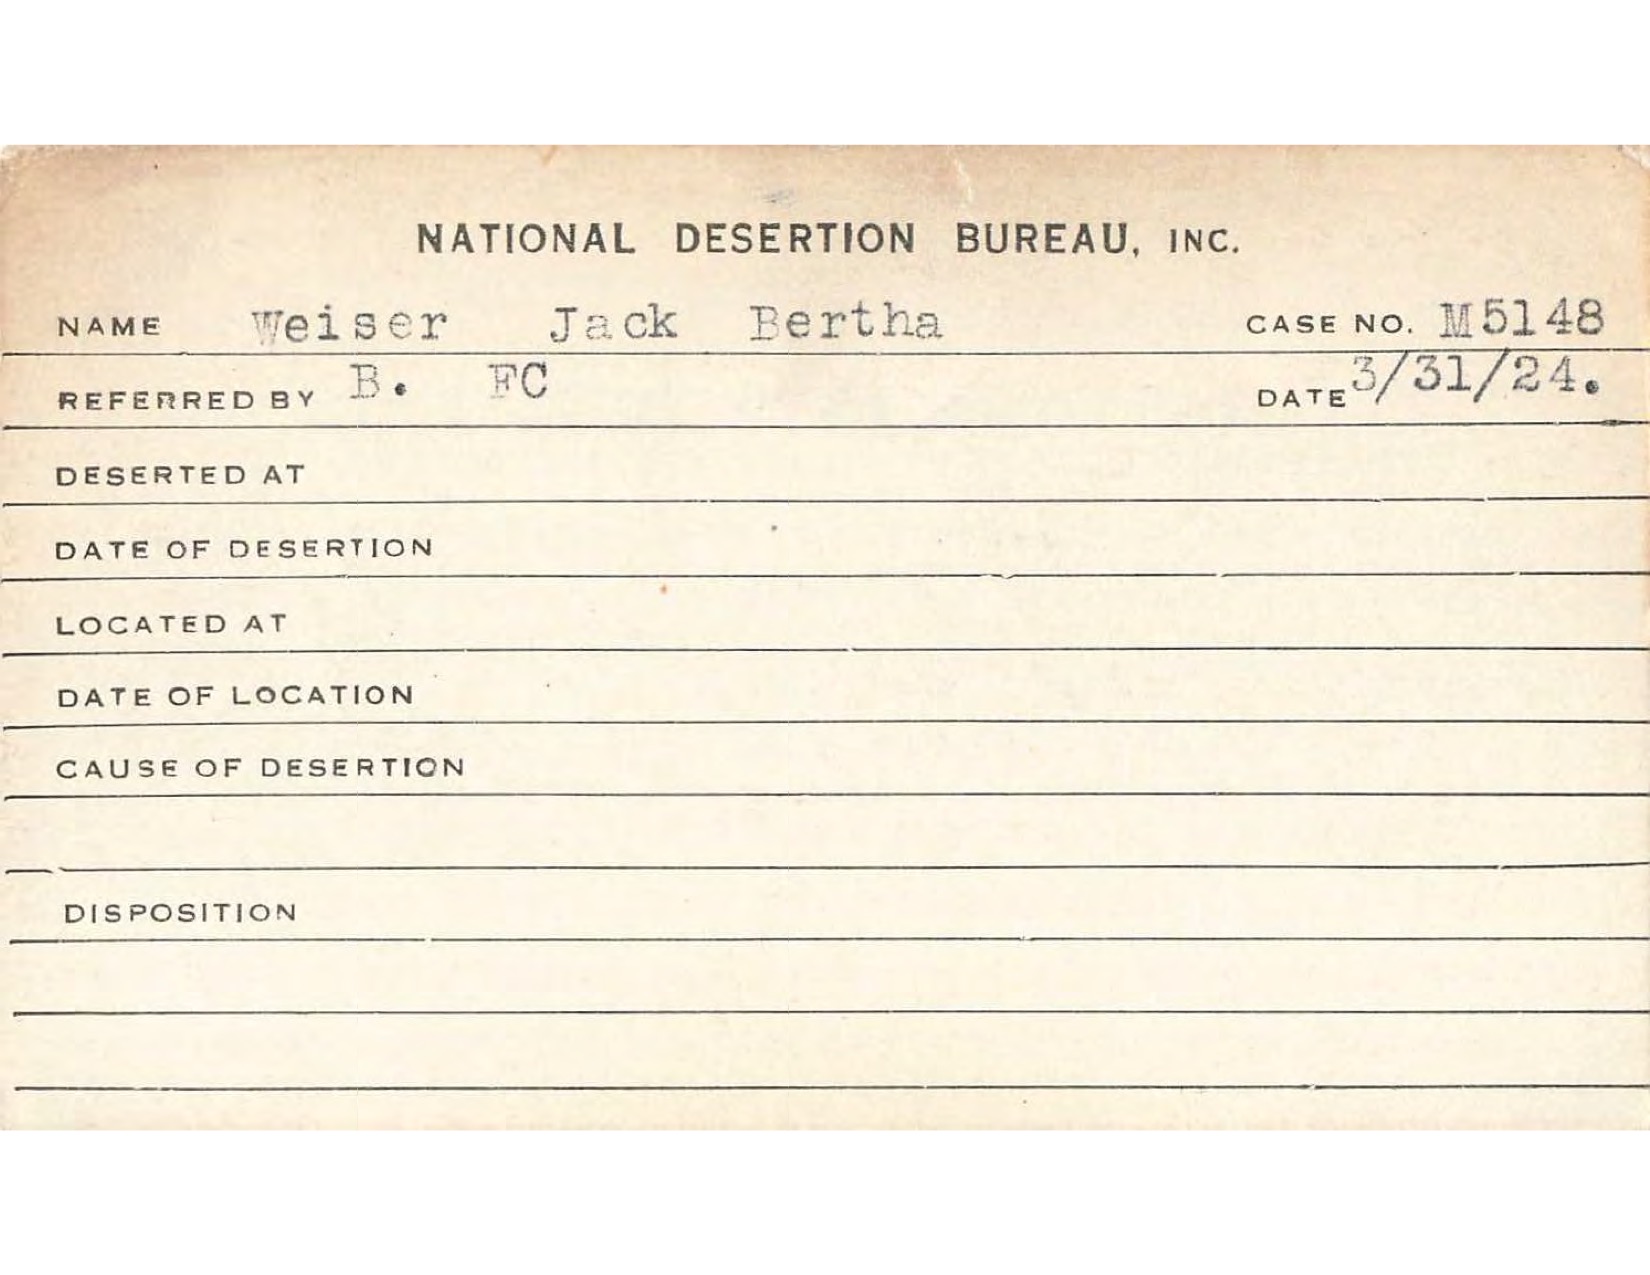 NATIONAL DESERTION BUREAU, INC.
NAME Weiser Jack Bertha CASE NO. M5148
REFERRED BY B. FC DATE 3/31/24.
DESERTED AT
DATE OF DESERTION
LOCATED AT
DATE OF LOCATION
CAUSE OF DESERTION
DISPOSITION